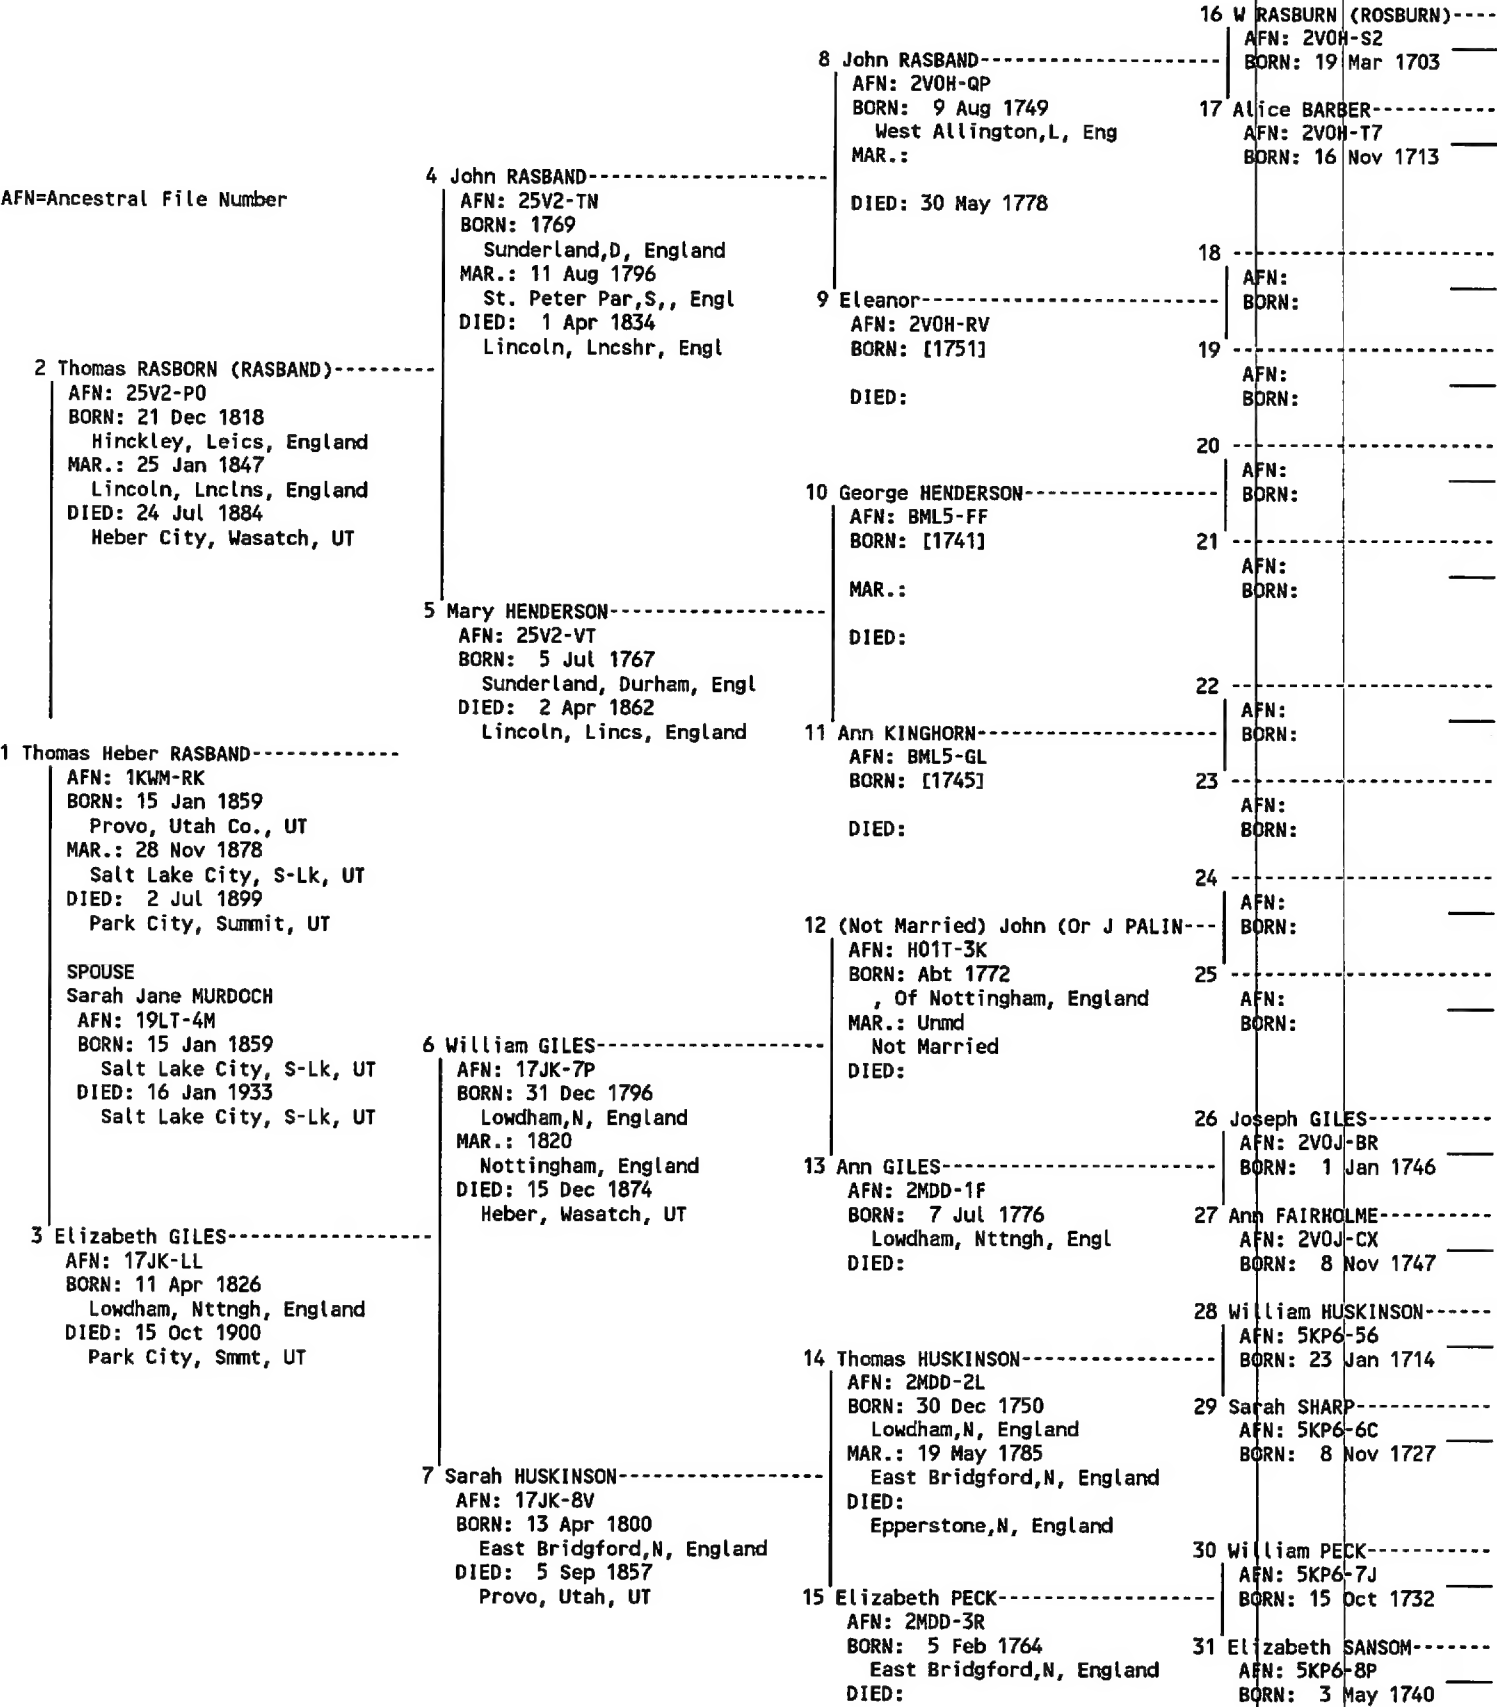 AFN=Ancestral File Number
1 Thomas Heber RASBAND-------------
AFN: 1KWM-RK
BORN: 15 Jan 1859
Provo, Utah Co., UT
MAR.: 28 Nov 1878
Salt Lake City, S-Lk, UT
DIED: 2 Jul 1899
Park City, Summit, UT
SPOUSE
Sarah Jane MURDOCH
AFN: 19LT-4M
BORN: 15 Jan 1859
Salt Lake City, S-Lk, UT
DIED: 16 Jan 1933
Salt Lake City, S-Lk, UT
2 Thomas RASBORN (RASBAND)---------
AFN: 25V2-P0
BORN: 21 Dec 1818
Hinckley, Leics, England
MAR.: 25 Jan 1847
Lincoln, Lnclns, England
DIED: 24 Jul 1884
Heber City, Wasatch, UT
3 Elizabeth GILES------------------
AFN: 17JK-LL
BORN: 11 Apr 1826
Lowdham, Nttngh, England
DIED: 15 Oct 1900
Park City, Smmt, UT
4 John RASBAND---------------------
AFN: 25V2-TN
BORN: 1769
Sunderland,D, England
MAR.: 11 Aug 1796
St. Peter Par,S,, Engl
DIED: 1 Apr 1834
Lincoln, Lncshr, Engl
5 Mary HENDERSON-------------------
AFN: 25V2-VT
BORN: 5 Jul 1767
Sunderland, Durham, Engl
DIED: 2 Apr 1862
Lincoln, Lincs, England
6 William GILES--------------------
AFN: 17JK-7P
BORN: 31 Dec 1796
Lowdham,N, England
MAR.: 1820
Nottingham, England
DIED: 15 Dec 1874
Heber, Wasatch, UT
7 Sarah HUSKINSON------------------
AFN: 17JK-8V
BORN: 13 Apr 1800
East Bridgford,N, England
DIED: 5 Sep 1857
Provo, Utah, UT
8 John RASBAND---------------------
AFN: 2V0H-QP
BORN: 9 Aug 1749
West Allington,L, Eng
MAR.:
DIED: 30 May 1778
9 Eleanor--------------------------
AFN: 2V0H-RV
BORN: [1751]
DIED:
10 George HENDERSON----------------
AFN: BML5-FF
BORN: [1741]
MAR.:
DIED:
11 Ann KINGHORN--------------------
AFN: BML5-GL
BORN: [1745]
DIED:
12 (Not Married) John (Or J PALIN---
AFN: H01T-3K
BORN: Abt 1772
, Of Nottingham, England
MAR.: Unmd
Not Married
DIED:
13 Ann GILES-----------------------
AFN: 2MDD-1F
BORN: 7 Jul 1776
Lowdham, Nttngh, Engl
DIED:
14 Thomas HUSKINSON----------------
AFN: 2MDD-2L
BORN: 30 Dec 1750
Lowdham,N, England
MAR.: 19 May 1785
East Bridgford,N, England
DIED:
Epperstone,N, England
15 Elizabeth PECK------------------
AFN: 2MDD-3R
BORN: 5 Feb 1764
East Bridgford,N, England
DIED:
16 W RASBURN (ROSBURN)----
AFN: 2V0H-S2
BORN: 19 Mar 1703
17 Alice BARBER-----------
AFN: 2V0H-T7
BORN: 16 Nov 1713
18 -----------------------
AFN:
BORN:
19 -----------------------
AFN:
BORN:
20 -----------------------
AFN:
BORN:
21 -----------------------
AFN:
BORN:
22 -----------------------
AFN:
BORN:
23 -----------------------
AFN:
BORN:
24 -----------------------
AFN:
BORN:
25 -----------------------
AFN:
BORN:
26 Joseph GILES-----------
AFN: 2V0J-BR
BORN: 1 Jan 1746
27 Ann FAIRHOLME----------
AFN: 2V0J-CX
BORN: 8 Nov 1747
28 William HUSKINSON------
AFN: 5KP6-56
BORN: 23 Jan 1714
29 Sarah SHARP------------
AFN: 5KP6-6C
BORN: 8 Nov 1727
30 William PECK-----------
AFN: 5KP6-7J
BORN: 15 Oct 1732
31 Elizabeth SANSOM-------
AFN: 5KP6-8P
BORN: 3 May 1740